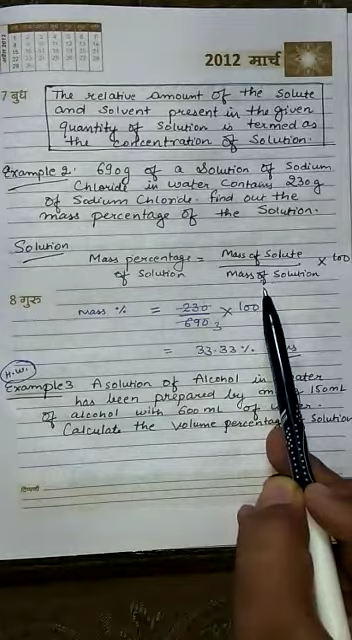 2012 मार्च
7 बुध
The relative amount of the solute
and solvent present in the given
quantity of solution is termed as
the concentration of solution.
Example 2: 690g of a solution of Sodium
Chloride in water contains 230g
of Sodium Chloride. find out the
mass percentage of the solution.
Solution
Mass percentage = Mass of solute × 100
of solution Mass of solution
8 गुरु
Mass % = 230 × 100
690 3
= 33.33%.
H.W.
Example 3 A solution of Alcohol in
has been prepared by 150mL
of alcohol with 600 mL of
Calculate the volume solution
टिप्पणी